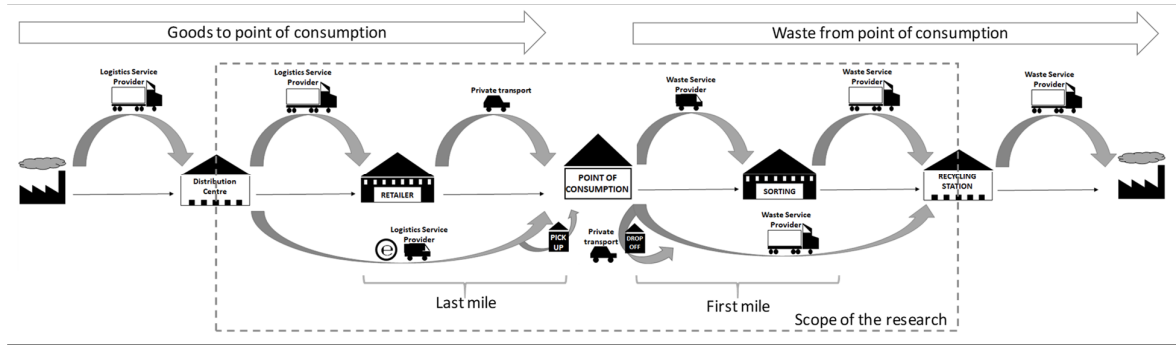 Goods to point of consumption
Waste from point of consumption
Logistics Service
Provider
Logistics Service
Provider
Private transport
Waste Service
Provider
Waste Service
Provider
Waste Service
Provider
Distribution
Centre
RETAILER
POINT OF
CONSUMPTION
SORTING
RECYCLING
STATION
e
Logistics Service
Provider
PICK
UP
Private
transport
DROP
OFF
Waste Service
Provider
Last mile
First mile
Scope of the research